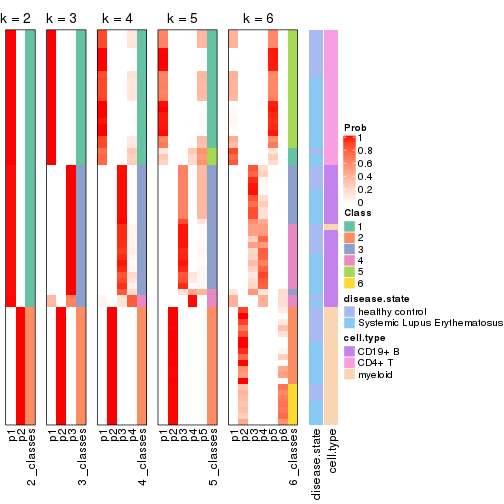 k = 2 k = 3 k = 4 k = 5 k = 6
Prob
1
0.8
0.6
0.4
0.2
0
Class
1
2
3
4
5
6
disease.state
healthy control
Systemic Lupus Erythematosus
cell.type
CD19+ B
CD4+ T
myeloid
p1
p2
2_classes
p1
p2
p3
3_classes
p1
p2
p3
p4
4_classes
p1
p2
p3
p4
p5
5_classes
p1
p2
p3
p4
p5
p6
6_classes
disease.state
cell.type